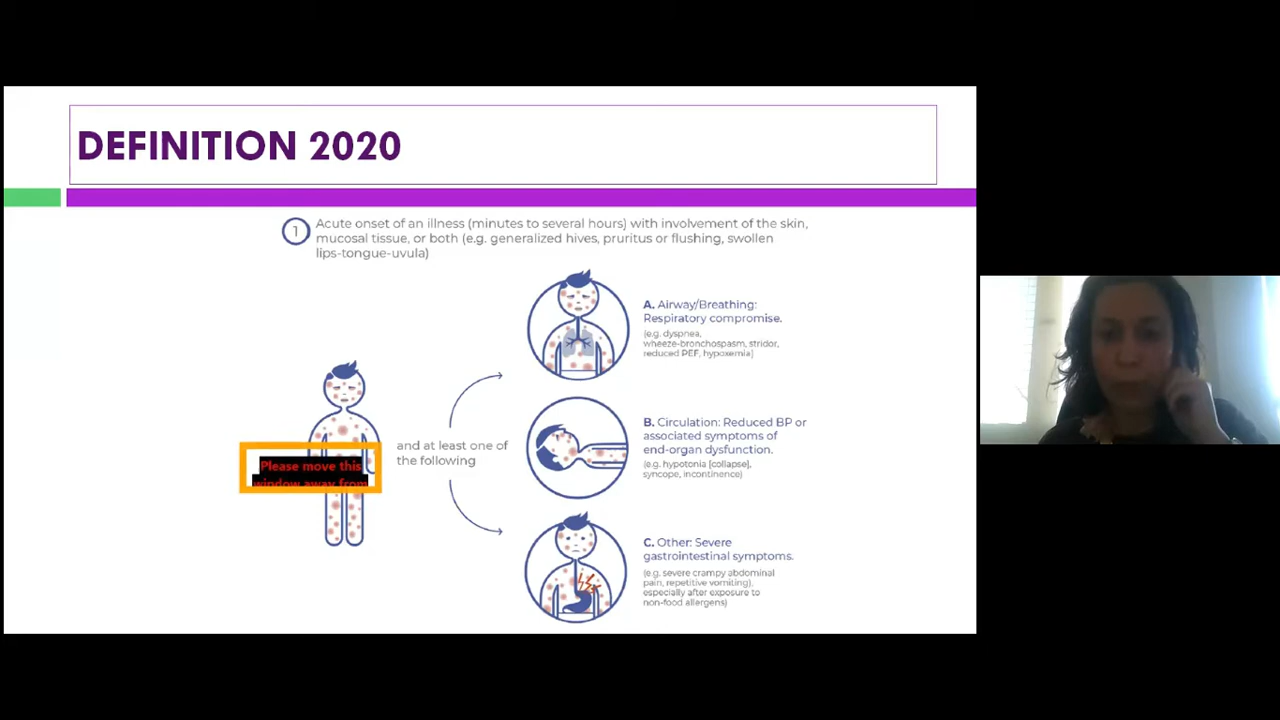 DEFINITION 2020
1
Acute onset of an illness (minutes to several hours) with involvement of the skin,
mucosal tissue, or both (e.g. generalized hives, pruritus or flushing, swollen
lips-tongue-uvula)
A. Airway/Breathing:
Respiratory compromise.
(e.g. dyspnea,
wheeze-bronchospasm, stridor,
reduced PEF, hypoxemia)
and at least one of
the following
Please move this
window away from
B. Circulation: Reduced BP or
associated symptoms of
end-organ dysfunction.
(e.g. hypotonia [collapse],
syncope, incontinence)
C. Other: Severe
gastrointestinal symptoms.
(e.g. severe crampy abdominal
pain, repetitive vomiting),
especially after exposure to
non-food allergens)